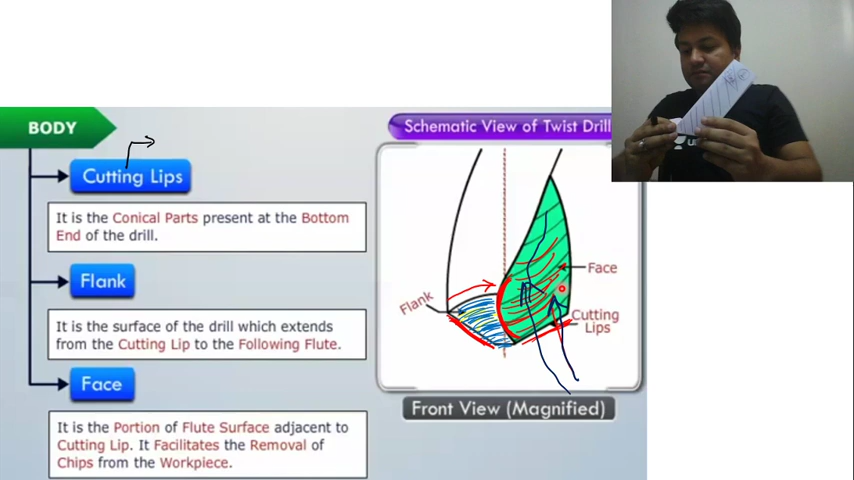 BODY
Schematic View of Twist Drill
Cutting Lips
It is the Conical Parts present at the Bottom
End of the drill.
Flank
It is the surface of the drill which extends
from the Cutting Lip to the Following Flute.
Face
It is the Portion of Flute Surface adjacent to
Cutting Lip. It Facilitates the Removal of
Chips from the Workpiece.
Face
Flank
Cutting
Lips
Front View (Magnified)